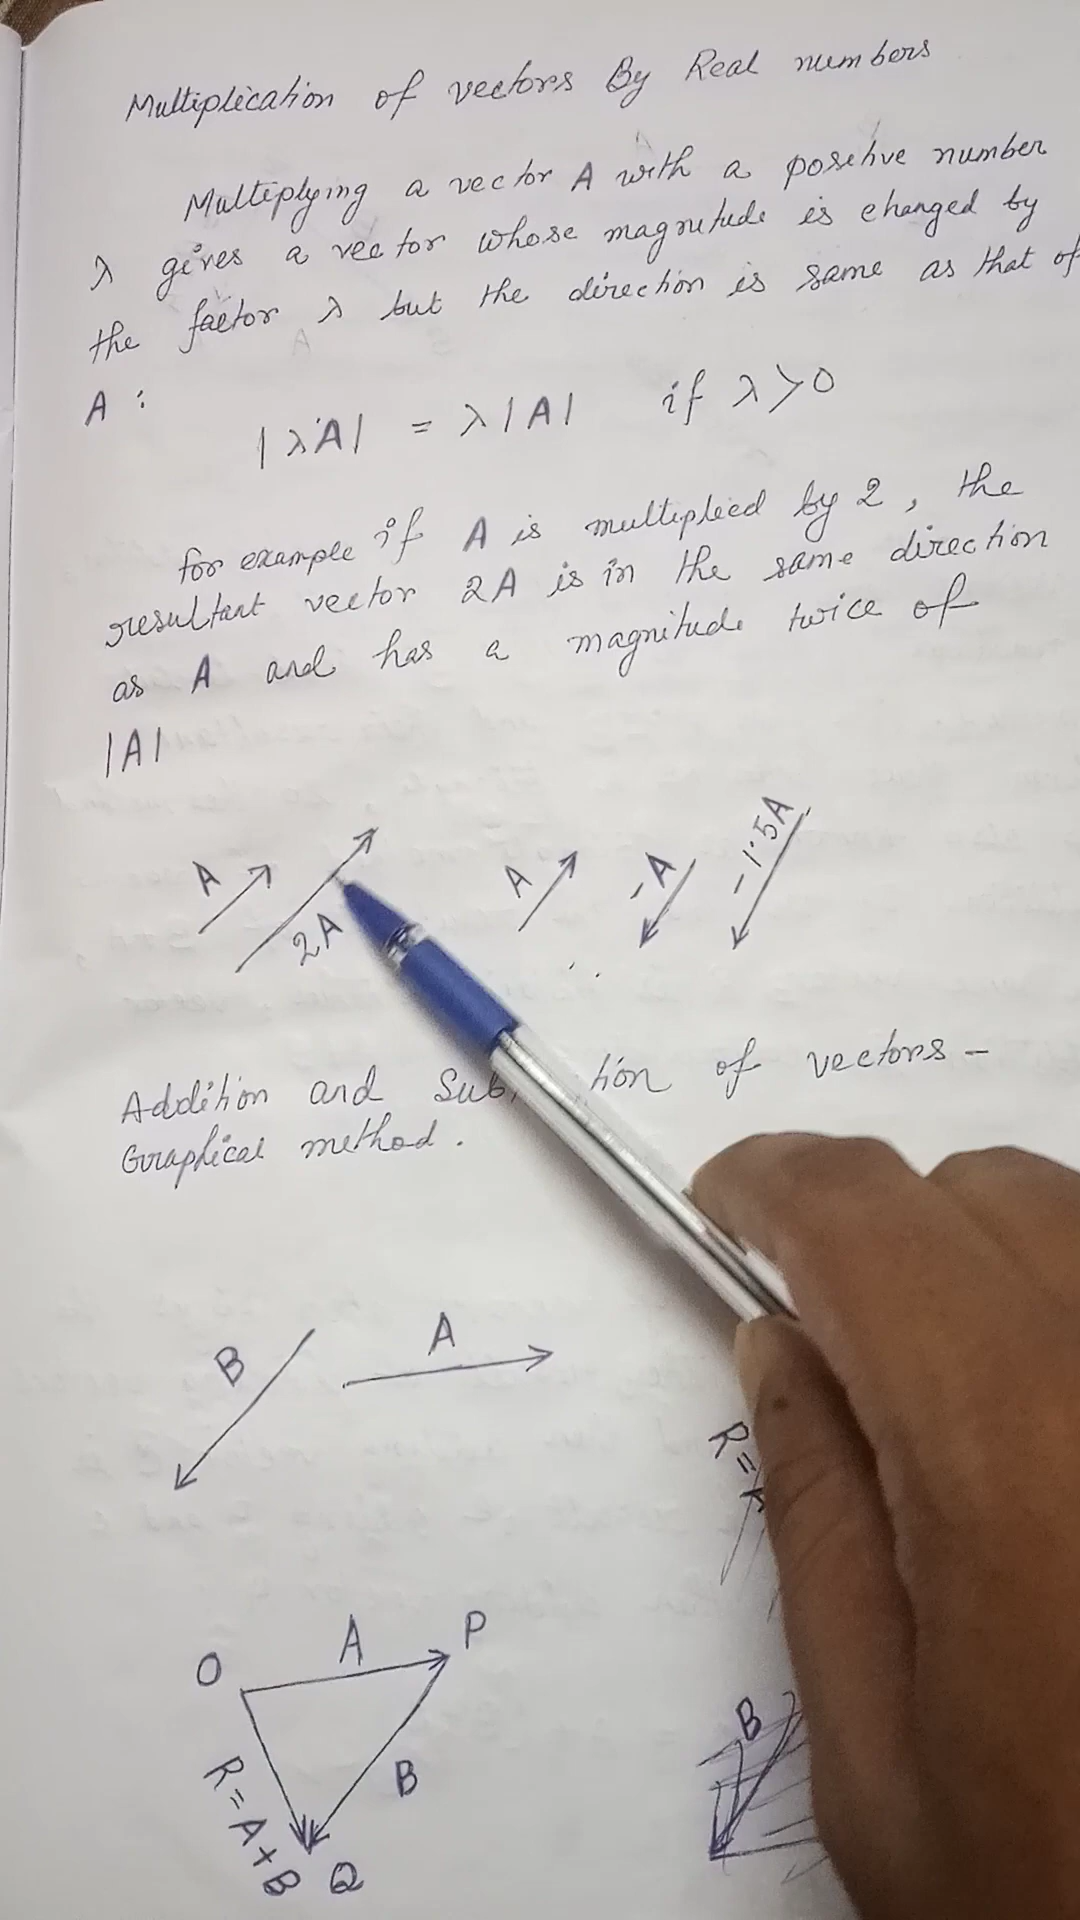 Multiplication of vectors By Real numbers
Multiplying a vector A with a positive number
λ gives a vector whose magnitude is changed by
the factor λ but the direction is same as that of
A :
|λA| = λ|A| if λ>0
for example if A is multiplied by 2, the
resultant vector 2A is in the same direction
as A and has a magnitude twice of
|A|
A 2A A -A -1.5A
Addition and tion of vectors -
Graphical method.
B A
R =
O A P
B
R = A+B Q
B